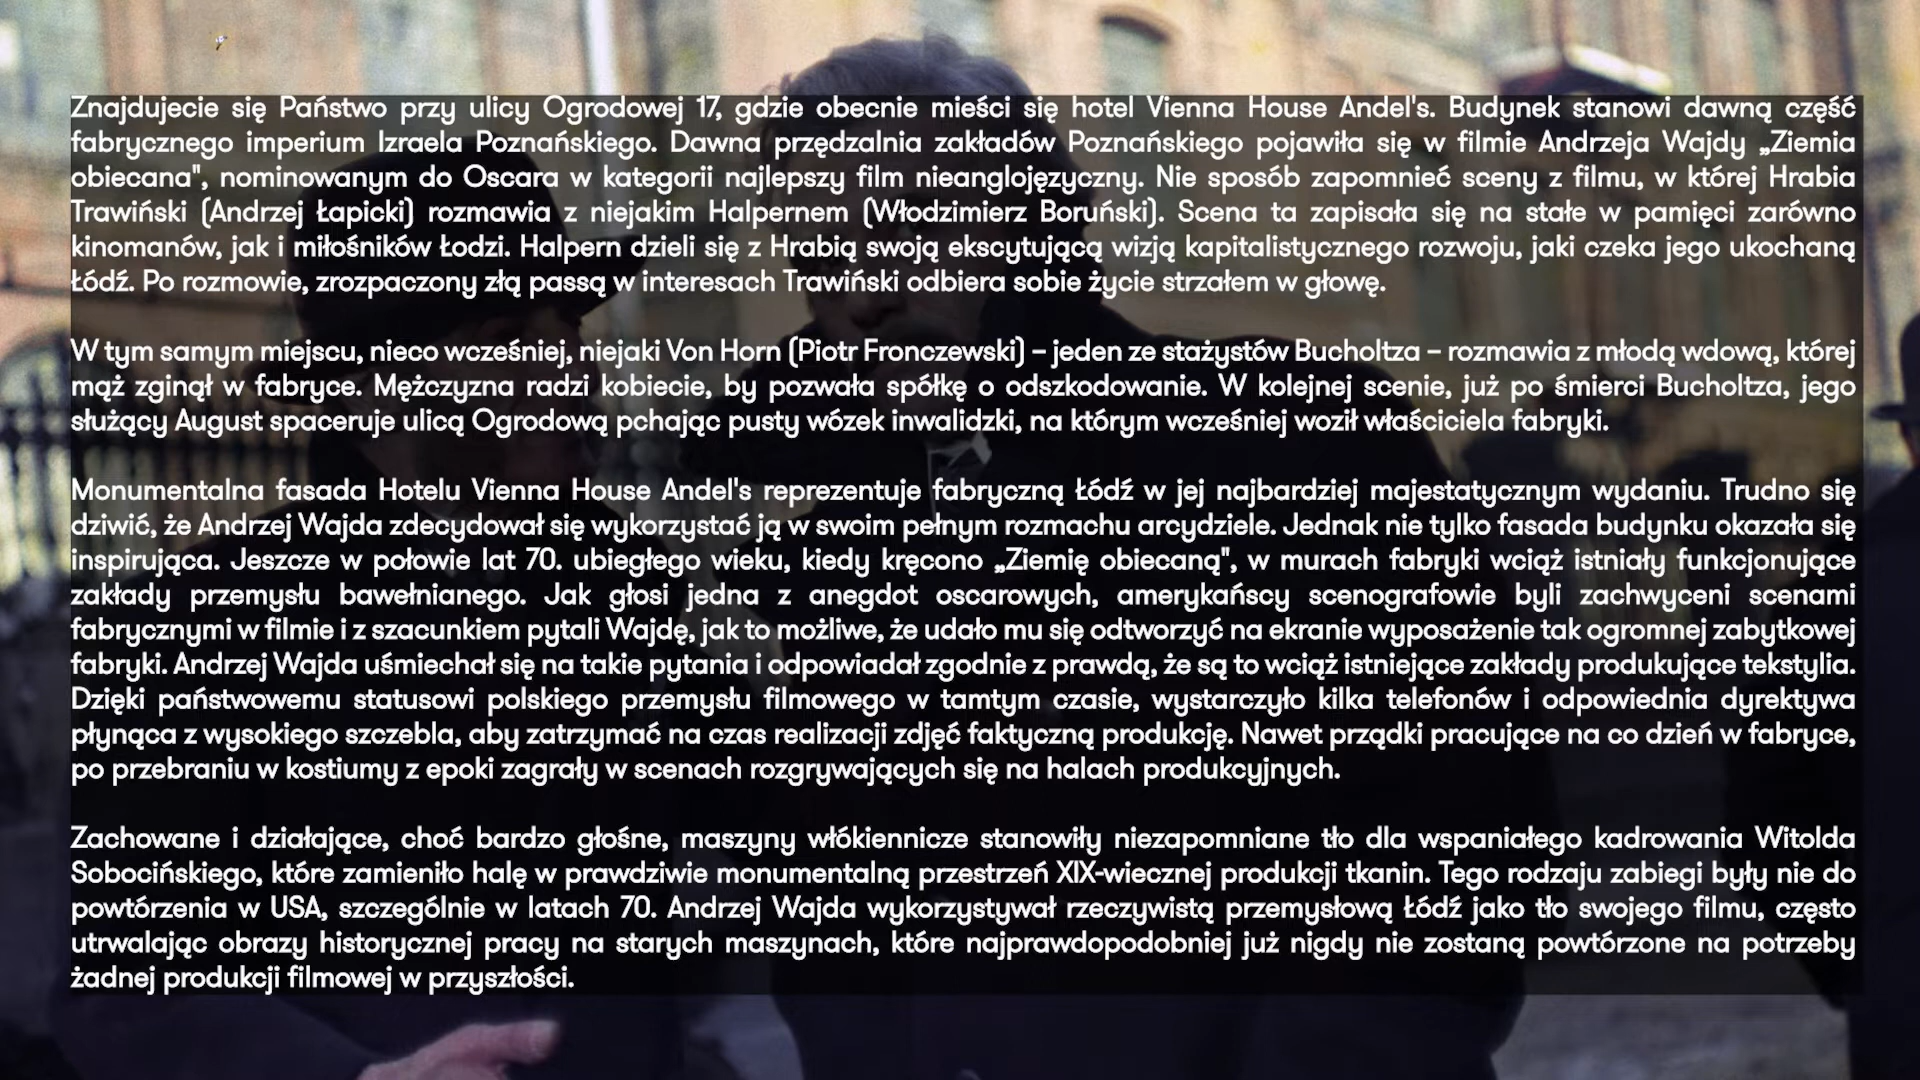 Znajdujecie się Państwo przy ulicy Ogrodowej 17, gdzie obecnie mieści się hotel Vienna House Andel's. Budynek stanowi dawną część
fabrycznego imperium Izraela Poznańskiego. Dawna przędzalnia zakładów Poznańskiego pojawiła się w filmie Andrzeja Wajdy „Ziemia
obiecana", nominowanym do Oscara w kategorii najlepszy film nieanglojęzyczny. Nie sposób zapomnieć sceny z filmu, w której Hrabia
Trawiński (Andrzej Łapicki) rozmawia z niejakim Halpernem (Włodzimierz Boruński). Scena ta zapisała się na stałe w pamięci zarówno
kinomanów, jak i miłośników Łodzi. Halpern dzieli się z Hrabią swoją ekscytującą wizją kapitalistycznego rozwoju, jaki czeka jego ukochaną
Łódź. Po rozmowie, zrozpaczony złą passą w interesach Trawiński odbiera sobie życie strzałem w głowę.
W tym samym miejscu, nieco wcześniej, niejaki Von Horn (Piotr Fronczewski) – jeden ze stażystów Bucholtza – rozmawia z młodą wdową, której
mąż zginął w fabryce. Mężczyzna radzi kobiecie, by pozwała spółkę o odszkodowanie. W kolejnej scenie, już po śmierci Bucholtza, jego
służący August spaceruje ulicą Ogrodową pchając pusty wózek inwalidzki, na którym wcześniej woził właściciela fabryki.
Monumentalna fasada Hotelu Vienna House Andel's reprezentuje fabryczną Łódź w jej najbardziej majestatycznym wydaniu. Trudno się
dziwić, że Andrzej Wajda zdecydował się wykorzystać ją w swoim pełnym rozmachu arcydziele. Jednak nie tylko fasada budynku okazała się
inspirująca. Jeszcze w połowie lat 70. ubiegłego wieku, kiedy kręcono „Ziemię obiecaną", w murach fabryki wciąż istniały funkcjonujące
zakłady przemysłu bawełnianego. Jak głosi jedna z anegdot oscarowych, amerykańscy scenografowie byli zachwyceni scenami
fabrycznymi w filmie i z szacunkiem pytali Wajdę, jak to możliwe, że udało mu się odtworzyć na ekranie wyposażenie tak ogromnej zabytkowej
fabryki. Andrzej Wajda uśmiechał się na takie pytania i odpowiadał zgodnie z prawdą, że są to wciąż istniejące zakłady produkujące tekstylia.
Dzięki państwowemu statusowi polskiego przemysłu filmowego w tamtym czasie, wystarczyło kilka telefonów i odpowiednia dyrektywa
płynąca z wysokiego szczebla, aby zatrzymać na czas realizacji zdjęć faktyczną produkcję. Nawet prządki pracujące na co dzień w fabryce,
po przebraniu w kostiumy z epoki zagrały w scenach rozgrywających się na halach produkcyjnych.
Zachowane i działające, choć bardzo głośne, maszyny włókiennicze stanowiły niezapomniane tło dla wspaniałego kadrowania Witolda
Sobocińskiego, które zamieniło halę w prawdziwie monumentalną przestrzeń XIX-wiecznej produkcji tkanin. Tego rodzaju zabiegi były nie do
powtórzenia w USA, szczególnie w latach 70. Andrzej Wajda wykorzystywał rzeczywistą przemysłową Łódź jako tło swojego filmu, często
utrwalając obrazy historycznej pracy na starych maszynach, które najprawdopodobniej już nigdy nie zostaną powtórzone na potrzeby
żadnej produkcji filmowej w przyszłości.